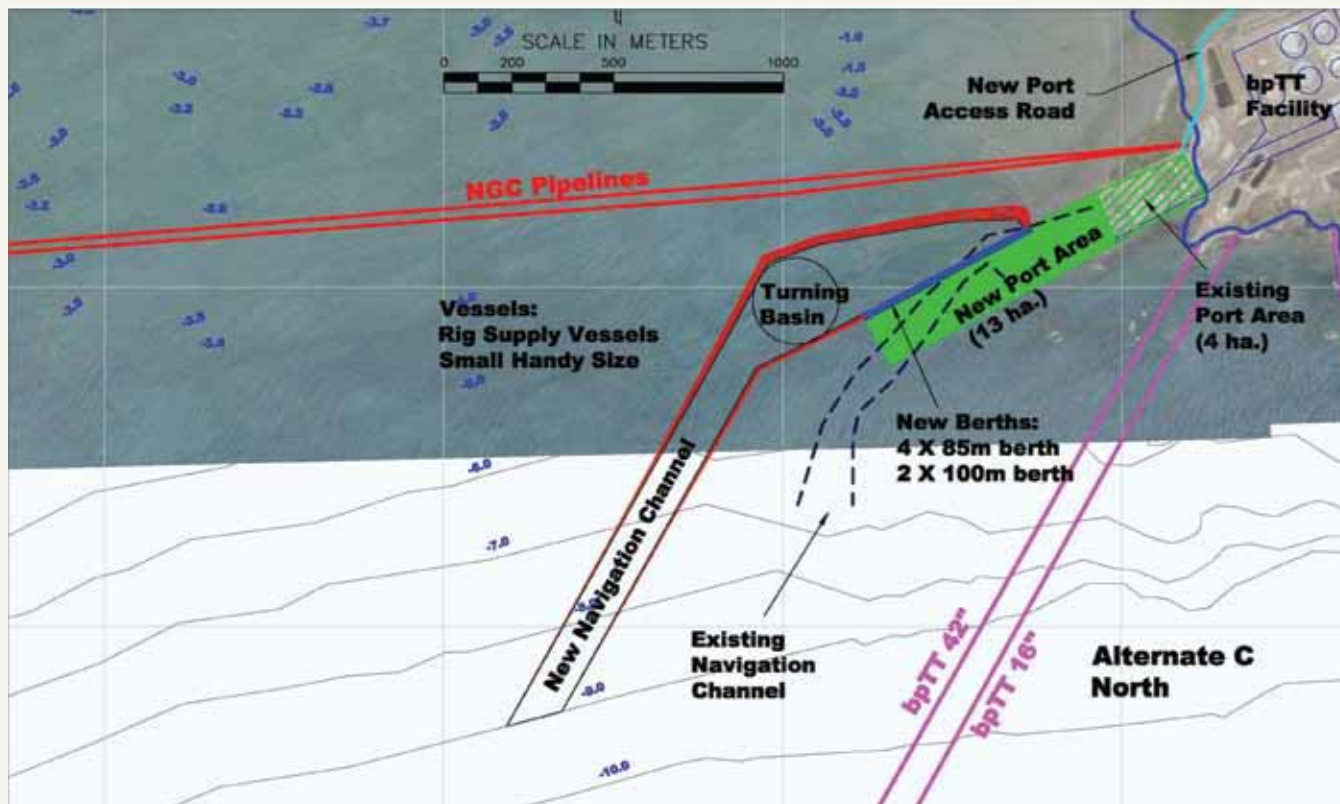 SCALE IN METERS
0 200 500 1000
New Port
Access Road
bpTT
Facility
NGC Pipelines
Vessels:
Rig Supply Vessels
Small Handy Size
Turning
Basin
New Port Area
(13 ha.)
Existing
Port Area
(4 ha.)
New Berths:
4 X 85m berth
2 X 100m berth
New Navigation Channel
Existing
Navigation
Channel
bpTT 42"
bpTT 16"
Alternate C
North
-3.7
-1.0
-7.0
-9.0
-10.0